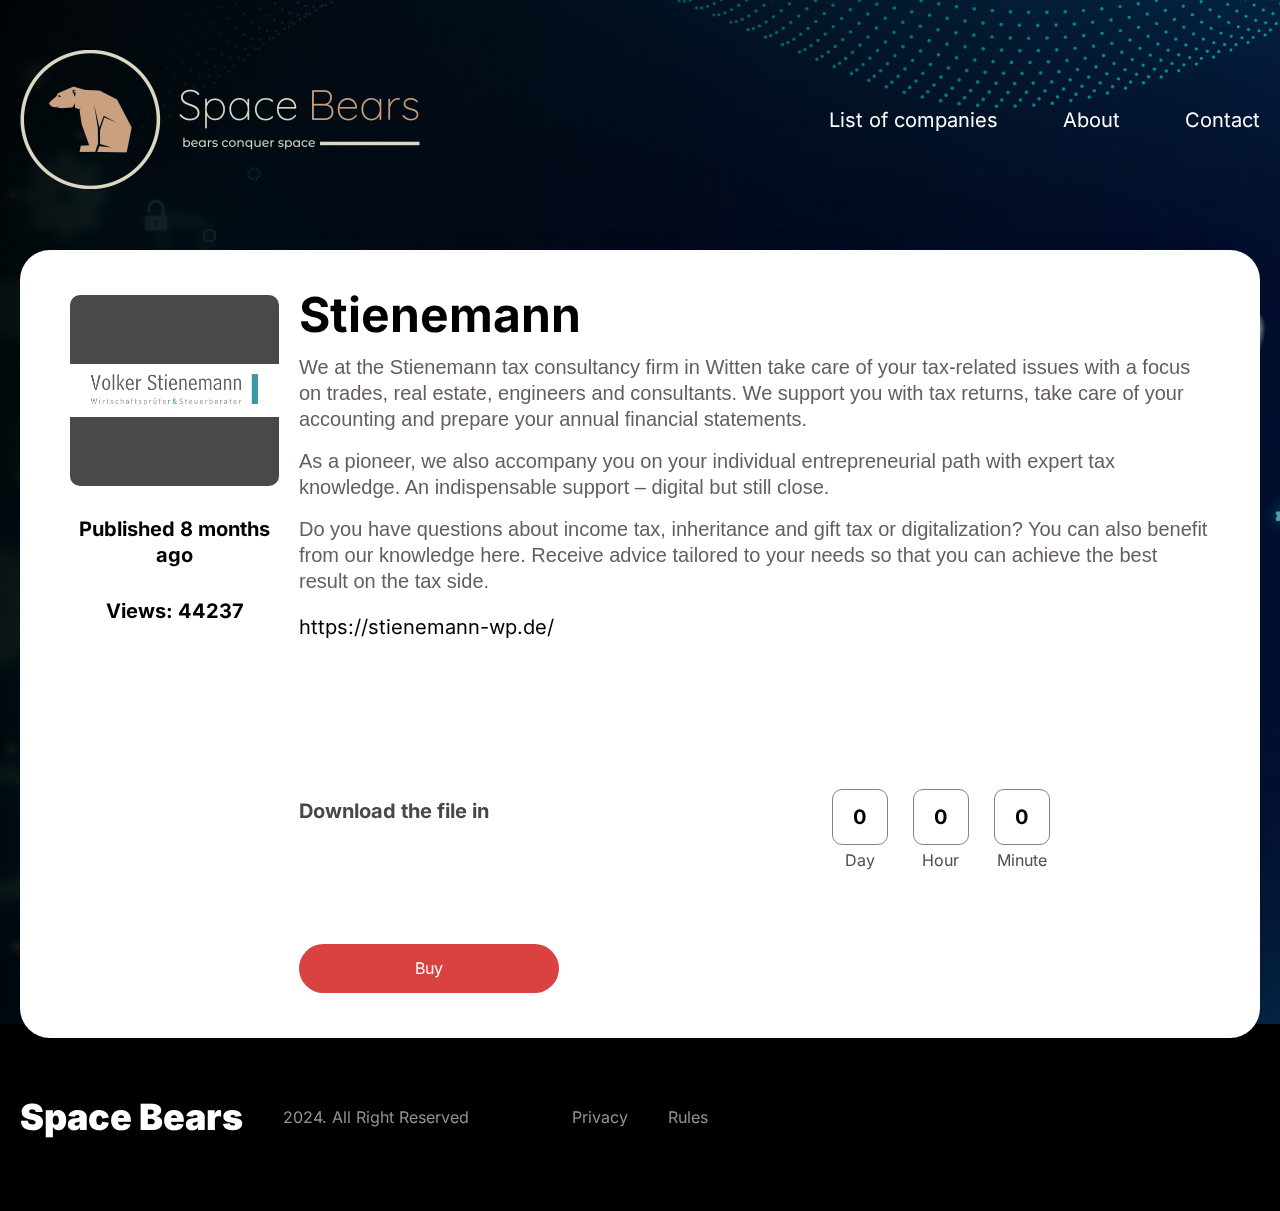 Space Bears
bears conquer space
List of companies
About
Contact
Volker Stienemann
Wirtschaftsprüfer&Steuerberater
Stienemann
We at the Stienemann tax consultancy firm in Witten take care of your tax-related issues with a focus
on trades, real estate, engineers and consultants. We support you with tax returns, take care of your
accounting and prepare your annual financial statements.
As a pioneer, we also accompany you on your individual entrepreneurial path with expert tax
knowledge. An indispensable support – digital but still close.
Published 8 months
ago
Do you have questions about income tax, inheritance and gift tax or digitalization? You can also benefit
from our knowledge here. Receive advice tailored to your needs so that you can achieve the best
result on the tax side.
Views: 44237
https://stienemann-wp.de/
Download the file in
0
0
0
Day
Hour
Minute
Buy
Space Bears
2024. All Right Reserved
Privacy
Rules